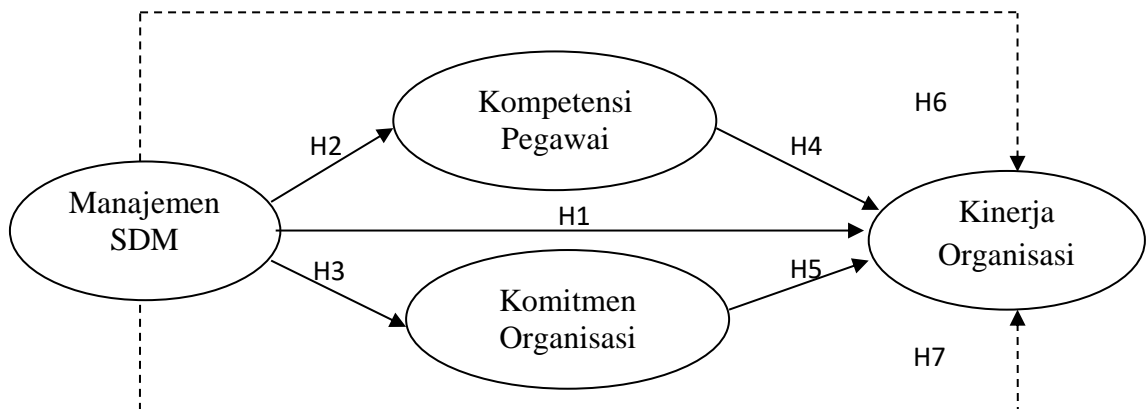 H6
Kompetensi
Pegawai
H2
H4
Manajemen
SDM
H1
Kinerja
Organisasi
H3
H5
Komitmen
Organisasi
H7